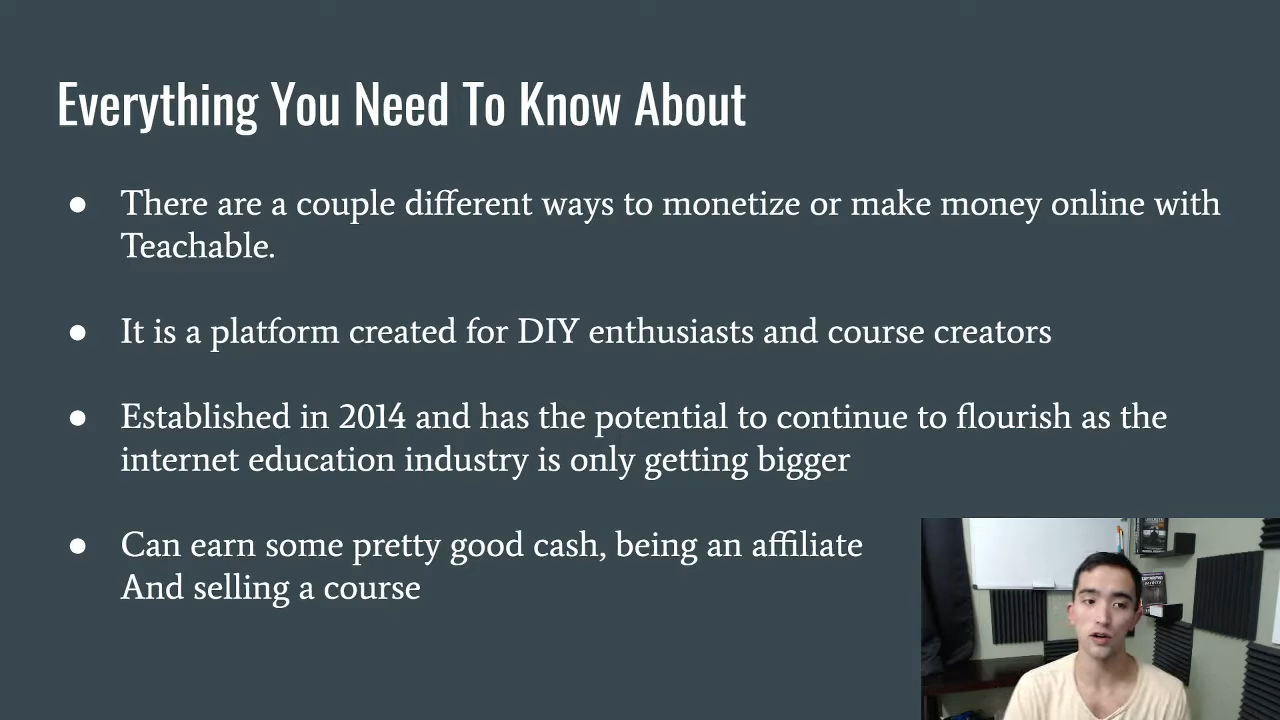 Everything You Need To Know About
● There are a couple different ways to monetize or make money online with
Teachable.
● It is a platform created for DIY enthusiasts and course creators
● Established in 2014 and has the potential to continue to flourish as the
internet education industry is only getting bigger
● Can earn some pretty good cash, being an affiliate
And selling a course